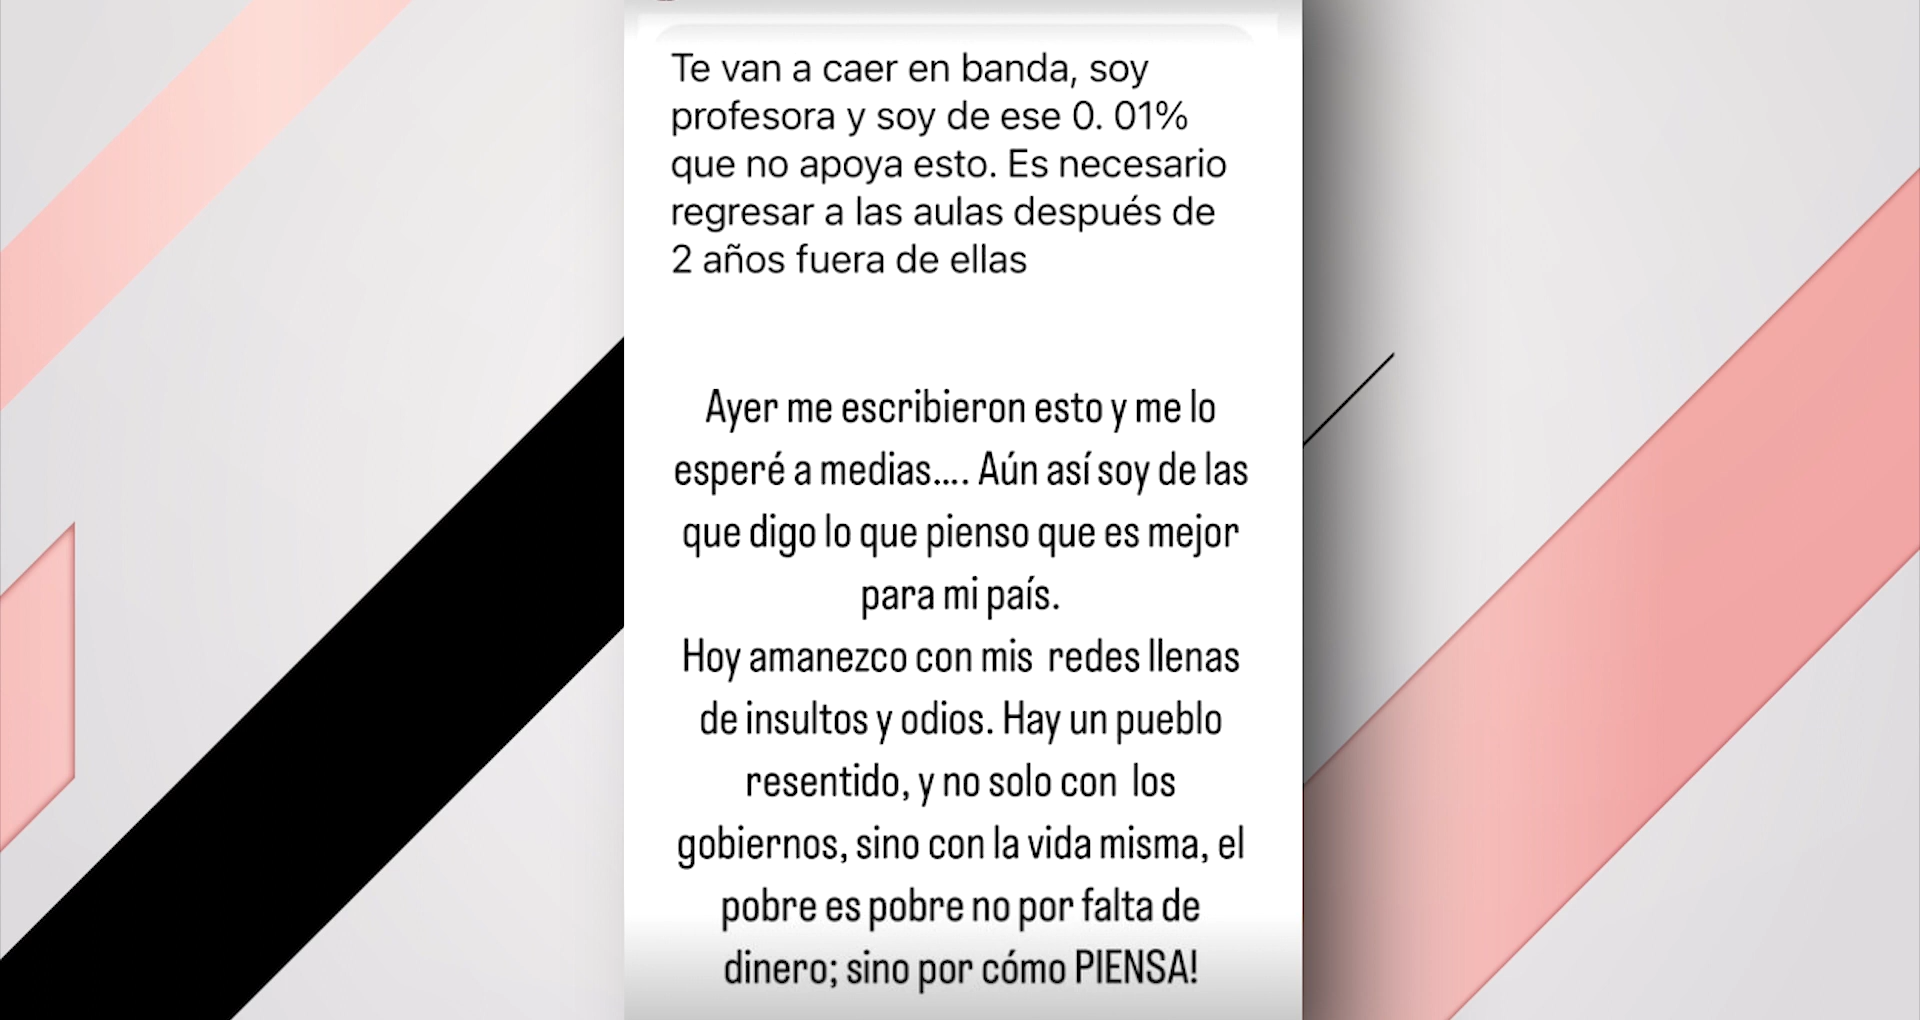 Te van a caer en banda, soy
profesora y soy de ese 0. 01%
que no apoya esto. Es necesario
regresar a las aulas después de
2 años fuera de ellas
Ayer me escribieron esto y me lo
esperé a medias.... Aún así soy de las
que digo lo que pienso que es mejor
para mi país.
Hoy amanezco con mis redes llenas
de insultos y odios. Hay un pueblo
resentido, y no solo con los
gobiernos, sino con la vida misma, el
pobre es pobre no por falta de
dinero; sino por cómo PIENSA!